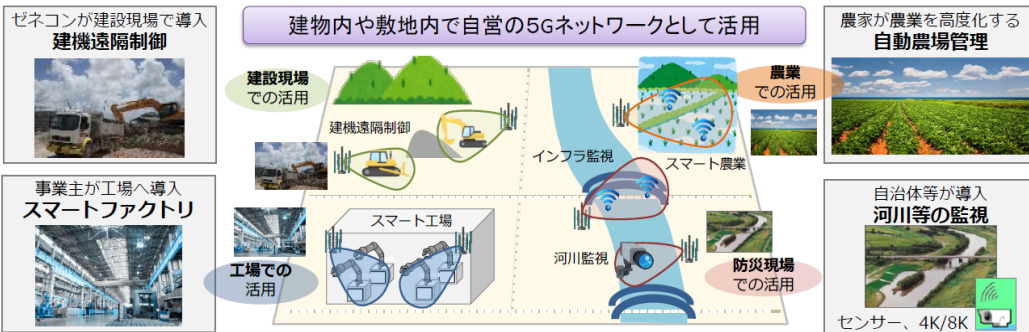 ゼネコンが建設現場で導入
建機遠隔制御
建物内や敷地内で自営の5Gネットワークとして活用
農家が農業を高度化する
自動農場管理
建設現場
での活用
建機遠隔制御
農業
での活用
インフラ監視
スマート農業
事業主が工場へ導入
スマートファクトリ
スマート工場
工場での
活用
河川監視
防災現場
での活用
自治体等が導入
河川等の監視
センサー、4K/8K